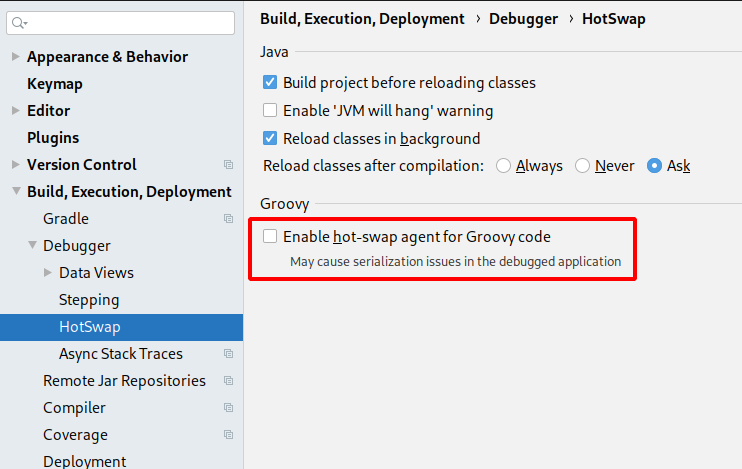 Appearance & Behavior
Keymap
Editor
Plugins
Version Control
Build, Execution, Deployment
Gradle
Debugger
Data Views
Stepping
HotSwap
Async Stack Traces
Remote Jar Repositories
Compiler
Coverage
Deployment
Build, Execution, Deployment › Debugger › HotSwap
Java
Build project before reloading classes
Enable 'JVM will hang' warning
Reload classes in background
Reload classes after compilation: Always Never Ask
Groovy
Enable hot-swap agent for Groovy code
May cause serialization issues in the debugged application